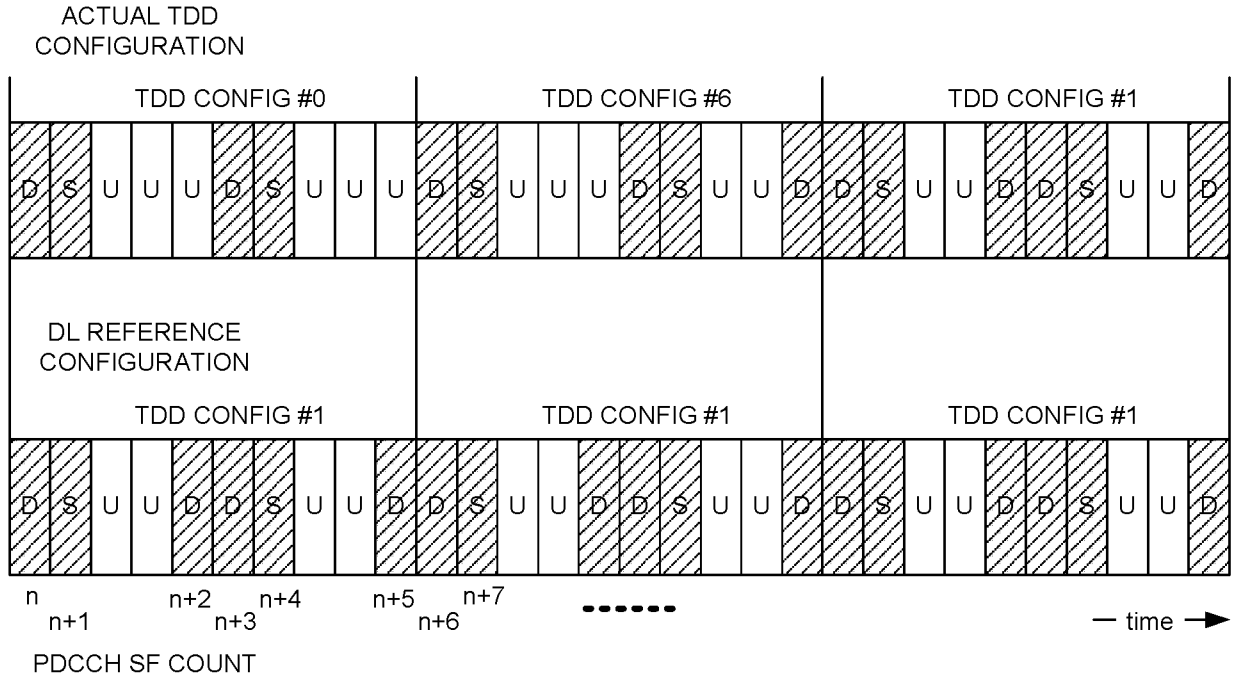 ACTUAL TDD
CONFIGURATION
TDD CONFIG #0 TDD CONFIG #6 TDD CONFIG #1
D S U U U D S U U U D S U U U D S U U D D S U U D D S U U D
DL REFERENCE
CONFIGURATION
TDD CONFIG #1 TDD CONFIG #1 TDD CONFIG #1
D S U U D D S U U D D S U U D D S U U D D S U U D D S U U D
n n+2 n+4 n+5 n+7
n+1 n+3 n+6 time
PDCCH SF COUNT